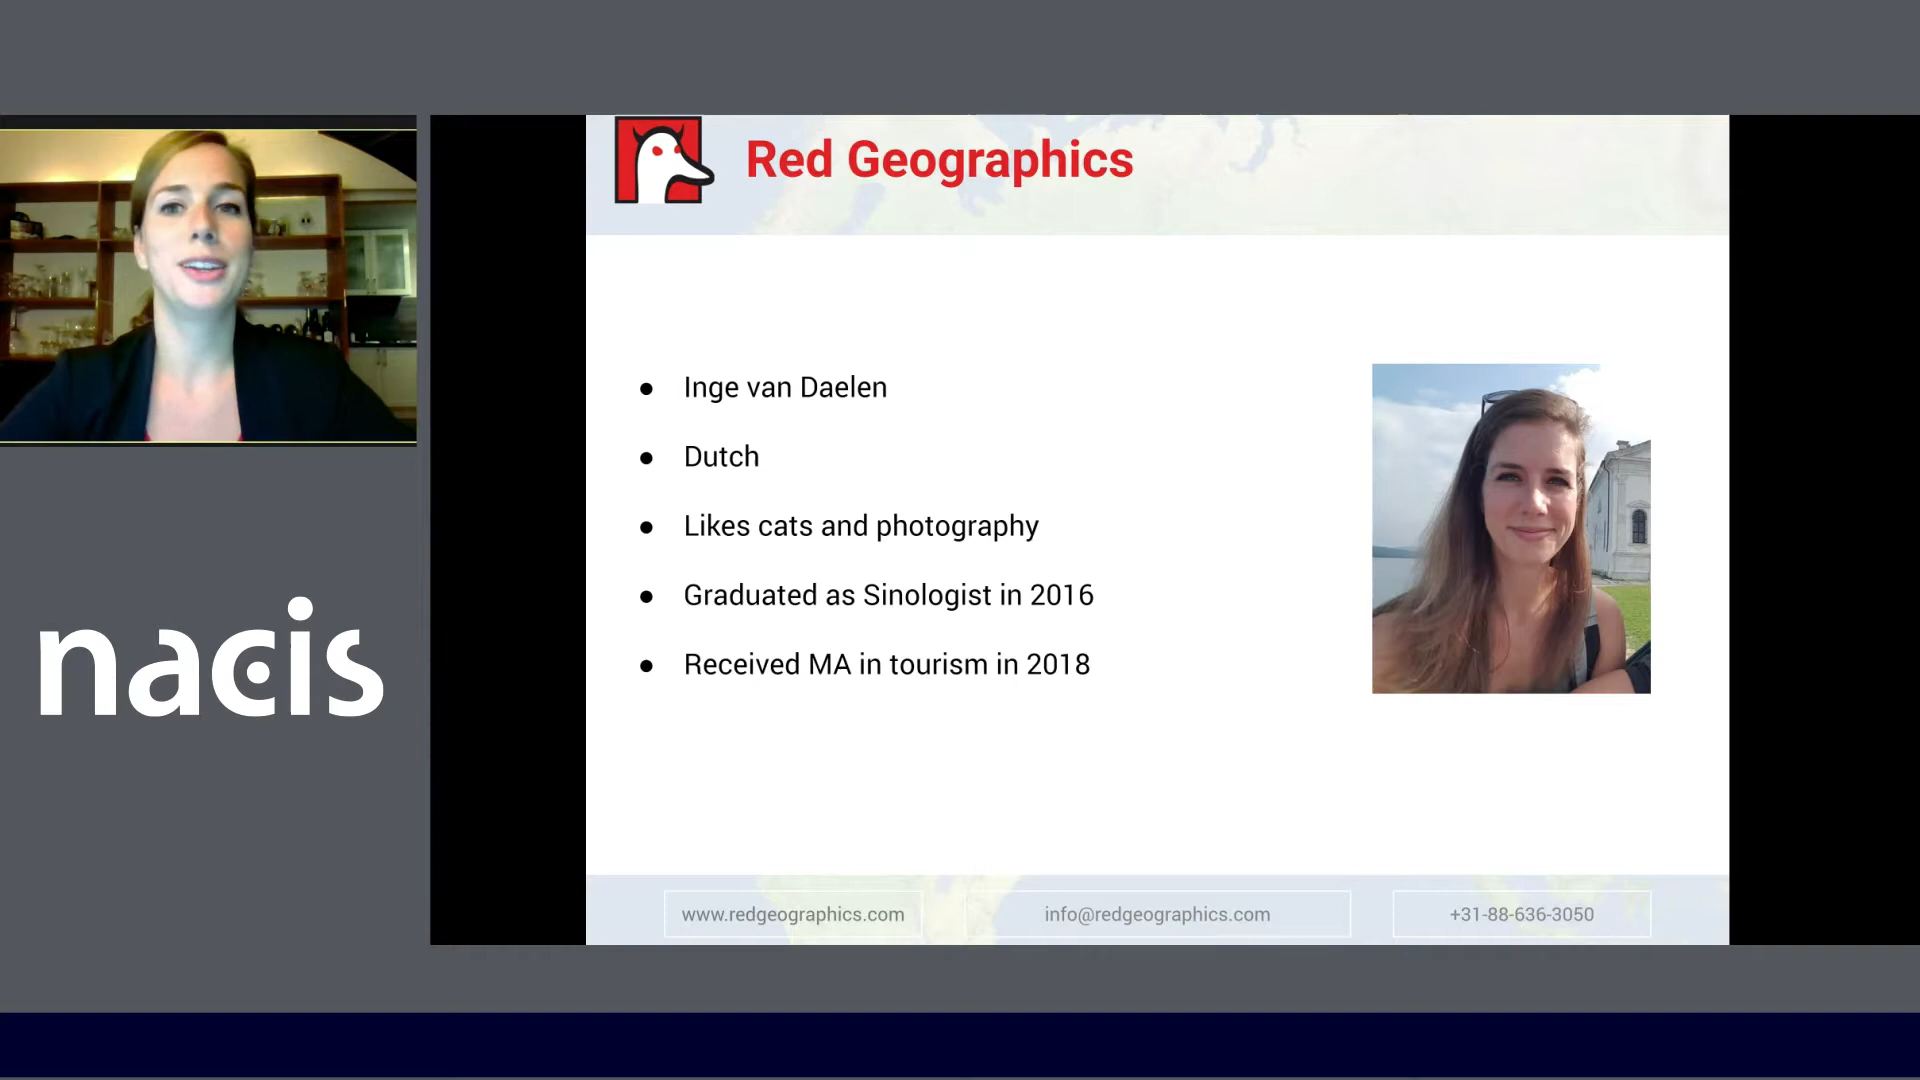 Red Geographics
Inge van Daelen
Dutch
Likes cats and photography
Graduated as Sinologist in 2016
Received MA in tourism in 2018
nacis
www.redgeographics.com
info@redgeographics.com
+31-88-636-3050